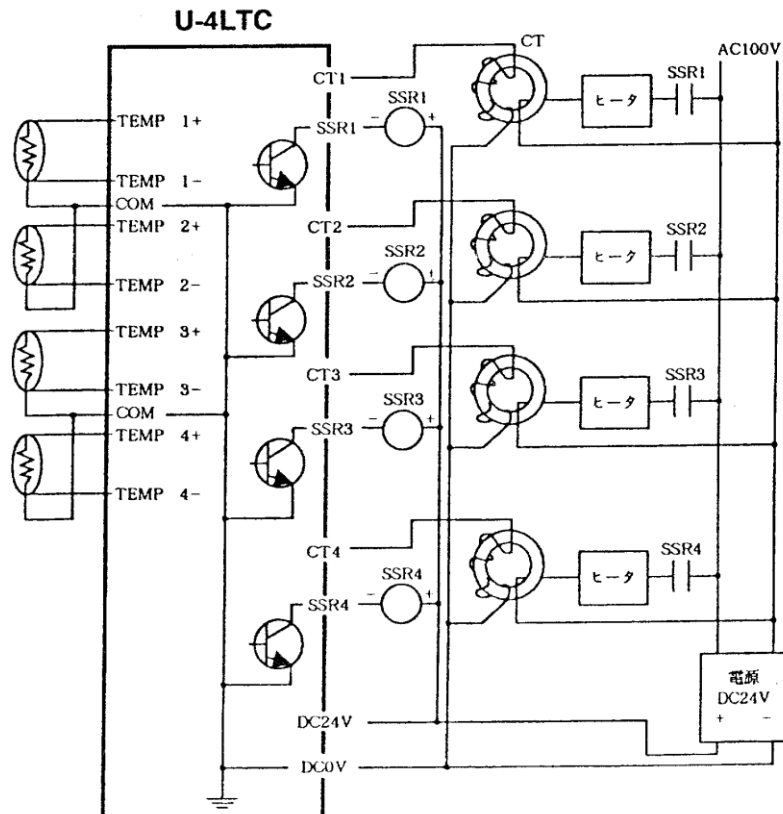 U-4LTC
CT
AC100V
CT1
SSR1
ヒータ
SSR1
SSR1
- +
TEMP 1+
TEMP 1-
COM
TEMP 2+
CT2
SSR2
ヒータ
SSR2
SSR2
- +
TEMP 2-
TEMP 3+
CT3
SSR3
ヒータ
TEMP 3-
COM
SSR3
SSR3
- +
TEMP 4+
TEMP 4-
CT4
SSR4
ヒータ
SSR4
SSR4
- +
電源
DC24V
+ -
DC24V
DC0V